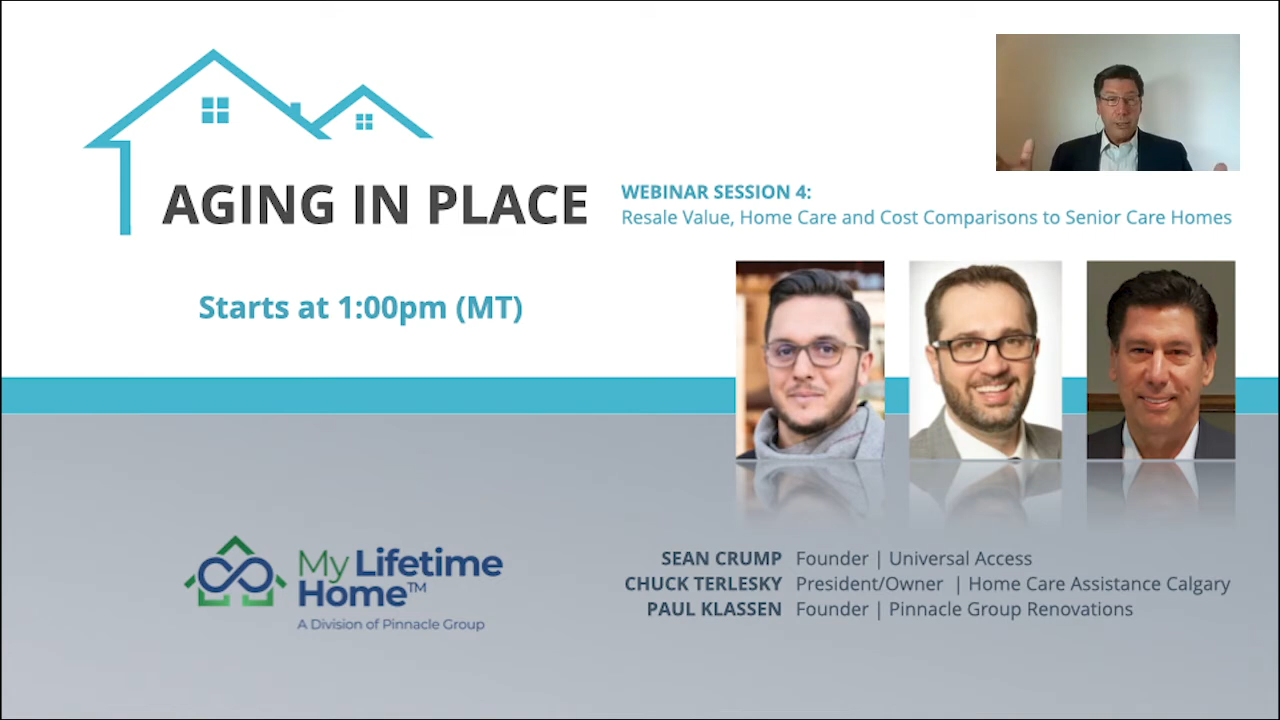 AGING IN PLACE
WEBINAR SESSION 4:
Resale Value, Home Care and Cost Comparisons to Senior Care Homes
Starts at 1:00pm (MT)
My Lifetime
Home™
A Division of Pinnacle Group
SEAN CRUMP Founder | Universal Access
CHUCK TERLESKY President/Owner | Home Care Assistance Calgary
PAUL KLASSEN Founder | Pinnacle Group Renovations